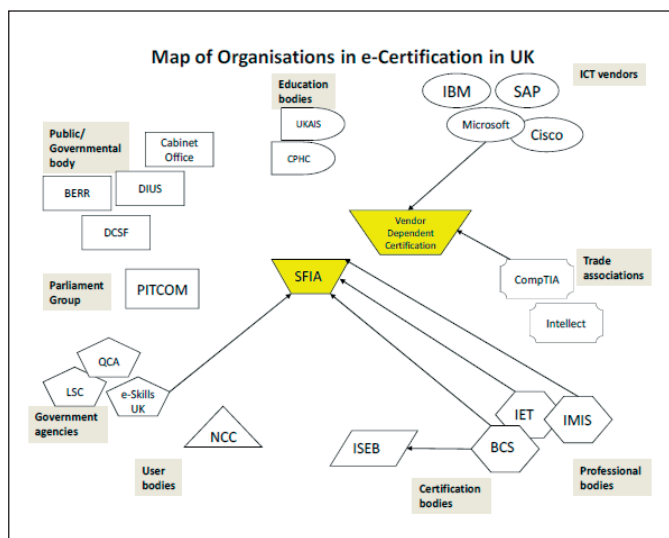 Map of Organisations in e-Certification in UK
Education
bodies
ICT vendors
IBM
SAP
UKAIS
Microsoft
Cisco
Public/
Governmental
body
Cabinet
Office
CPHC
BERR
DIUS
DCSF
Vendor
Dependent
Certification
Trade
associations
CompTIA
Parliament
Group
PITCOM
SFIA
Intellect
QCA
LSC
e-Skills
UK
Government
agencies
NCC
User
bodies
ISEB
IET
IMIS
BCS
Certification
bodies
Professional
bodies